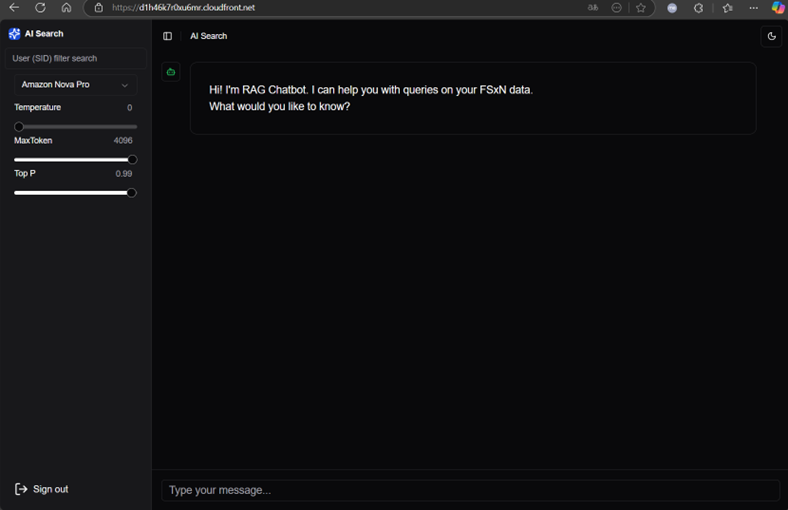 https://d1h46k7r0xu6mr.cloudfront.net
AI Search
AI Search
User (SID) filter search
Amazon Nova Pro
Temperature 0
MaxToken 4096
Top P 0.99
Hi! I'm RAG Chatbot. I can help you with queries on your FSxN data.
What would you like to know?
Sign out
Type your message...